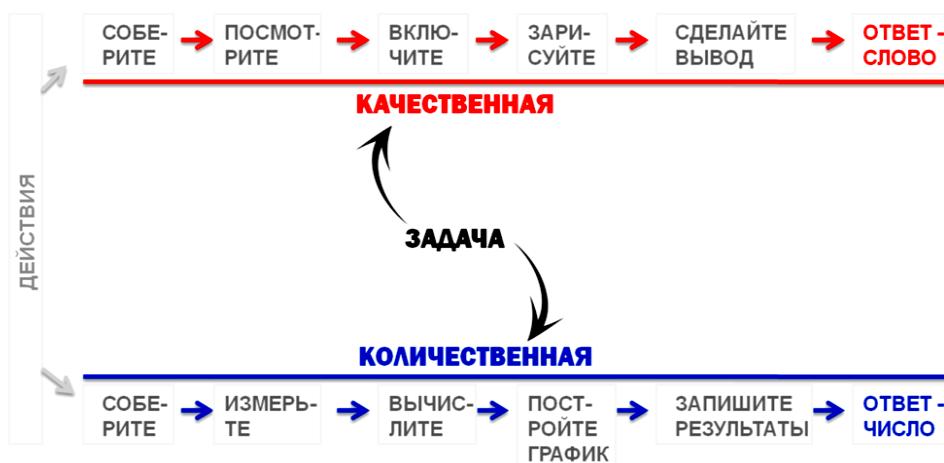 СОБЕ- ПОСМОТ- ВКЛЮ- ЗАРИ- СДЕЛАЙТЕ ОТВЕТ –
РИТЕ РИТЕ ЧИТЕ СУЙТЕ ВЫВОД СЛОВО
КАЧЕСТВЕННАЯ
ДЕЙСТВИЯ
ЗАДАЧА
КОЛИЧЕСТВЕННАЯ
СОБЕ- ИЗМЕРЬ- ВЫЧИС- ПОСТ- ЗАПИШИТЕ ОТВЕТ –
РИТЕ ТЕ ЛИТЕ РОЙТЕ РЕЗУЛЬТАТЫ ЧИСЛО
ГРАФИК